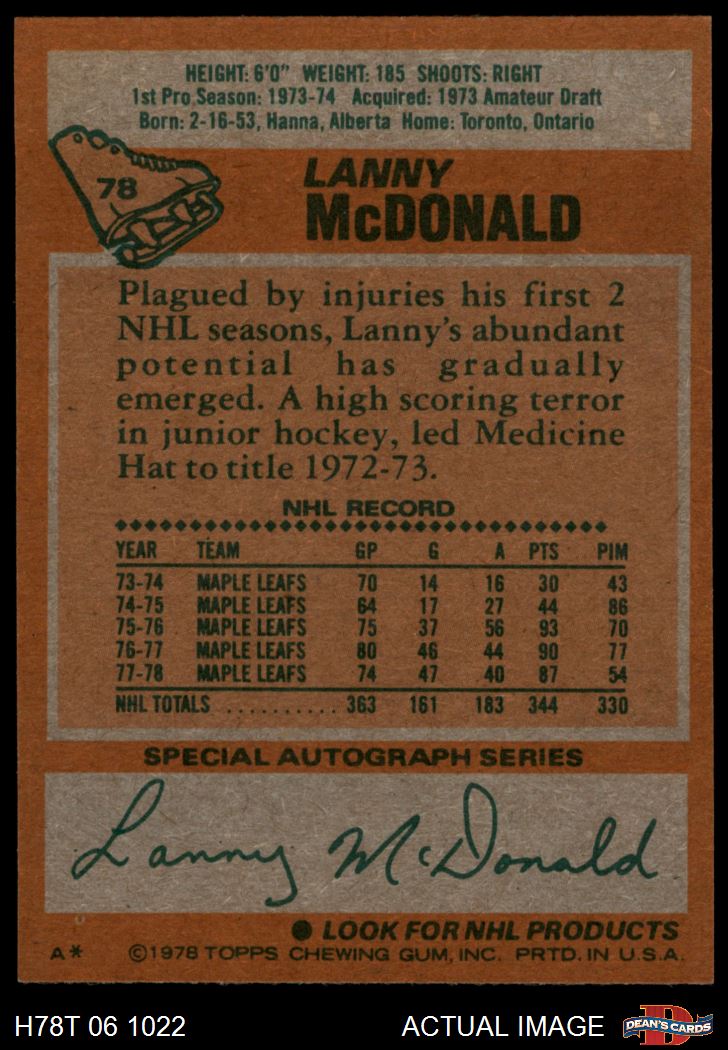 HEIGHT: 6'0" WEIGHT: 185 SHOOTS: RIGHT
1st Pro Season: 1973-74 Acquired: 1973 Amateur Draft
Born: 2-16-53, Hanna, Alberta Home: Toronto, Ontario
78
LANNY
McDONALD
Plagued by injuries his first 2
NHL seasons, Lanny's abundant
potential has gradually
emerged. A high scoring terror
in junior hockey, led Medicine
Hat to title 1972-73.
NHL RECORD
YEAR TEAM GP G A PTS PIM
73-74 MAPLE LEAFS 70 14 16 30 43
74-75 MAPLE LEAFS 64 17 27 44 86
75-76 MAPLE LEAFS 75 37 56 93 70
76-77 MAPLE LEAFS 80 46 44 90 77
77-78 MAPLE LEAFS 74 47 40 87 54
NHL TOTALS .......... 363 161 183 344 330
SPECIAL AUTOGRAPH SERIES
Lanny McDonald
● LOOK FOR NHL PRODUCTS
A* ©1978 TOPPS CHEWING GUM, INC. PRTD. IN U.S.A.
H78T 06 1022 ACTUAL IMAGE D DEAN'S CARDS